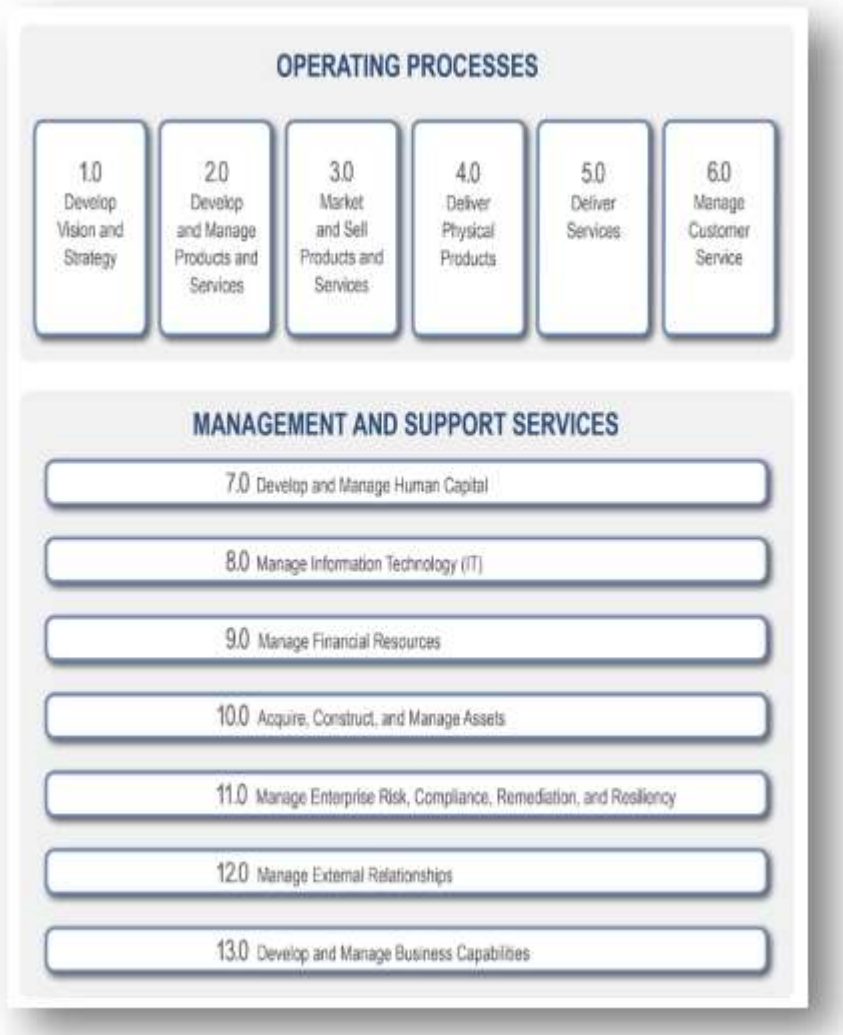 OPERATING PROCESSES
1.0
Develop
Vision and
Strategy
2.0
Develop
and Manage
Products and
Services
3.0
Market
and Sell
Products and
Services
4.0
Deliver
Physical
Products
5.0
Deliver
Services
6.0
Manage
Customer
Service
MANAGEMENT AND SUPPORT SERVICES
7.0 Develop and Manage Human Capital
8.0 Manage Information Technology (IT)
9.0 Manage Financial Resources
10.0 Acquire, Construct, and Manage Assets
11.0 Manage Enterprise Risk, Compliance, Remediation, and Resiliency
12.0 Manage External Relationships
13.0 Develop and Manage Business Capabilities